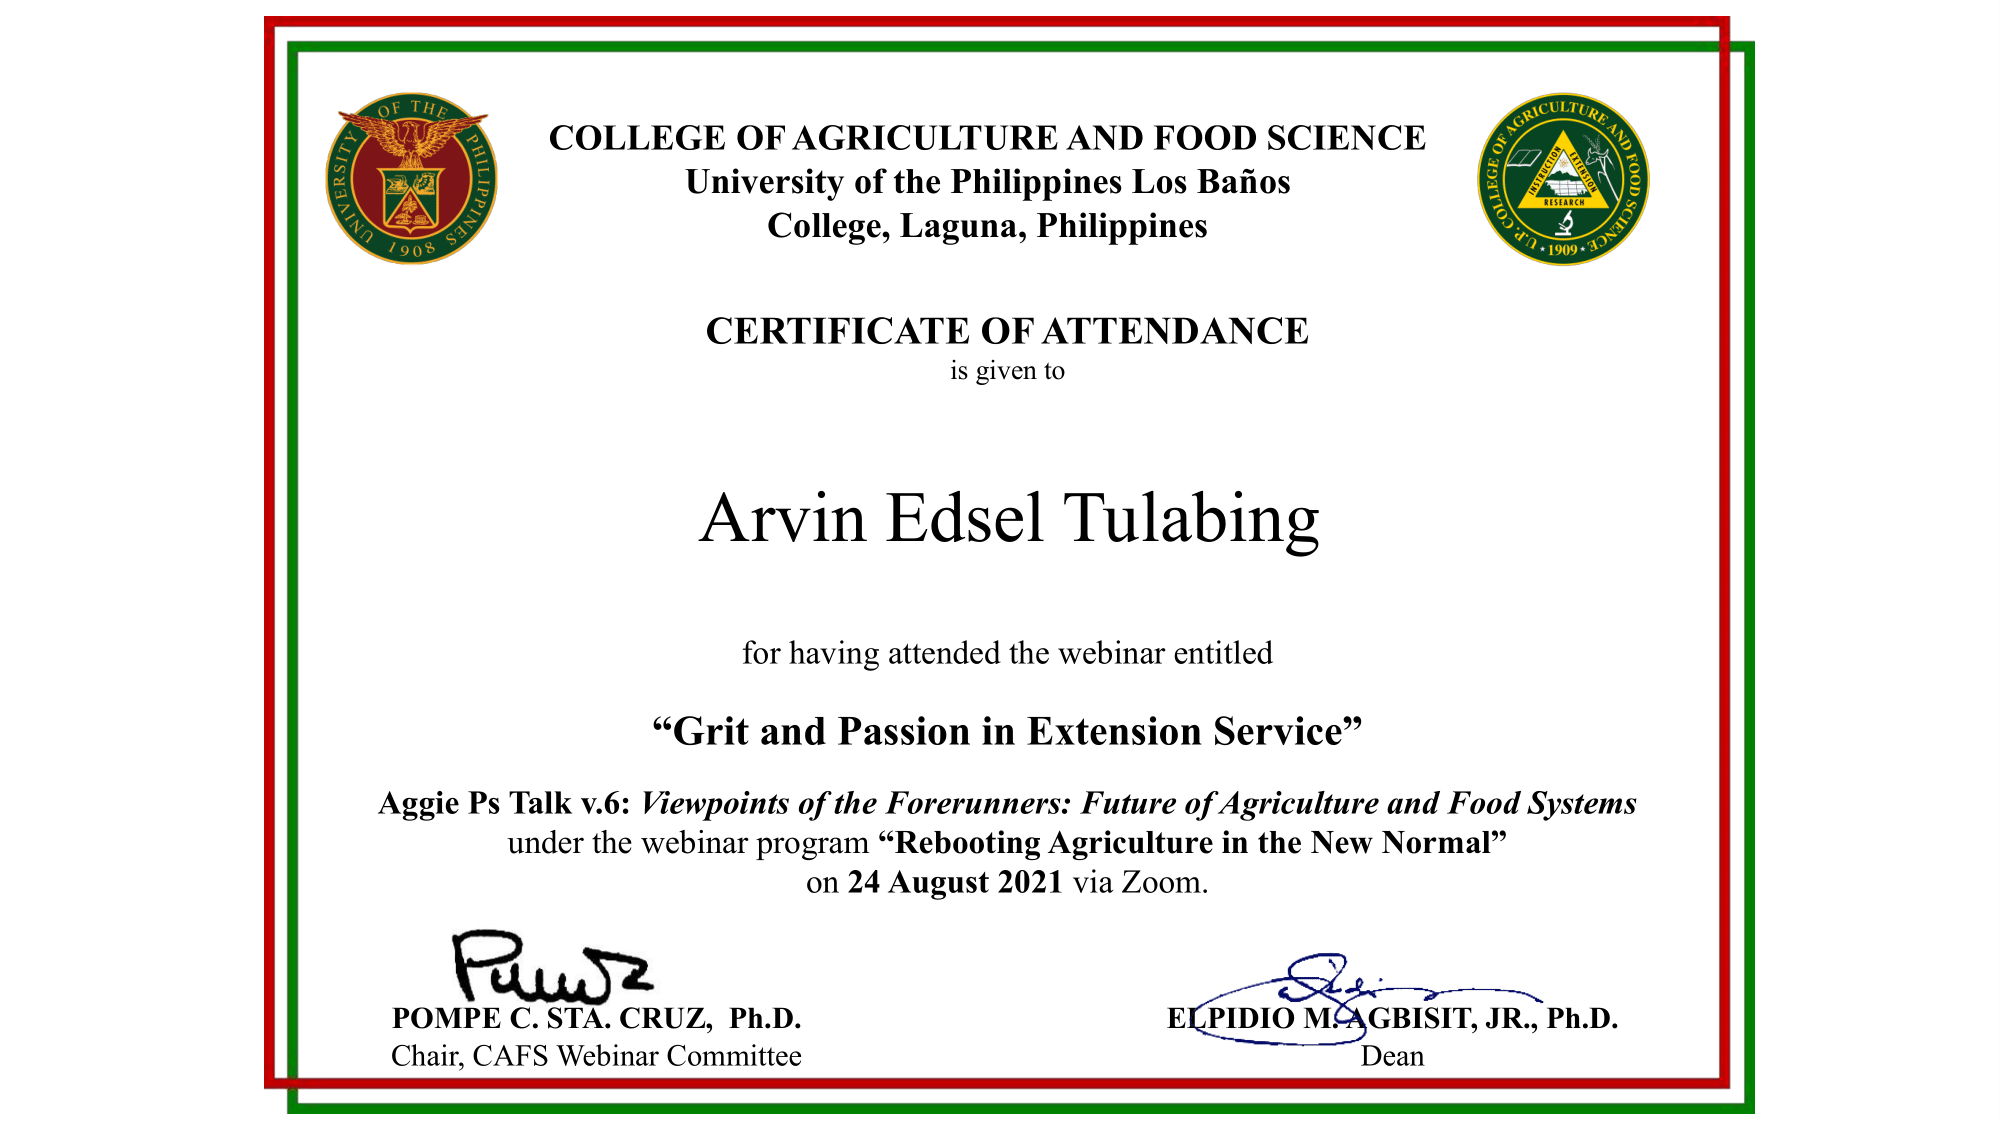 UNIVERSITY OF THE PHILIPPINES
1908
COLLEGE OF AGRICULTURE AND FOOD SCIENCE
University of the Philippines Los Baños
College, Laguna, Philippines
U.P. COLLEGE OF AGRICULTURE AND FOOD SCIENCE
INSTRUCTION
EXTENSION
RESEARCH
* 1909 *
CERTIFICATE OF ATTENDANCE
is given to
Arvin Edsel Tulabing
for having attended the webinar entitled
“Grit and Passion in Extension Service”
Aggie Ps Talk v.6: Viewpoints of the Forerunners: Future of Agriculture and Food Systems
under the webinar program “Rebooting Agriculture in the New Normal”
on 24 August 2021 via Zoom.
POMPE C. STA. CRUZ, Ph.D.
Chair, CAFS Webinar Committee
ELPIDIO M. AGBISIT, JR., Ph.D.
Dean